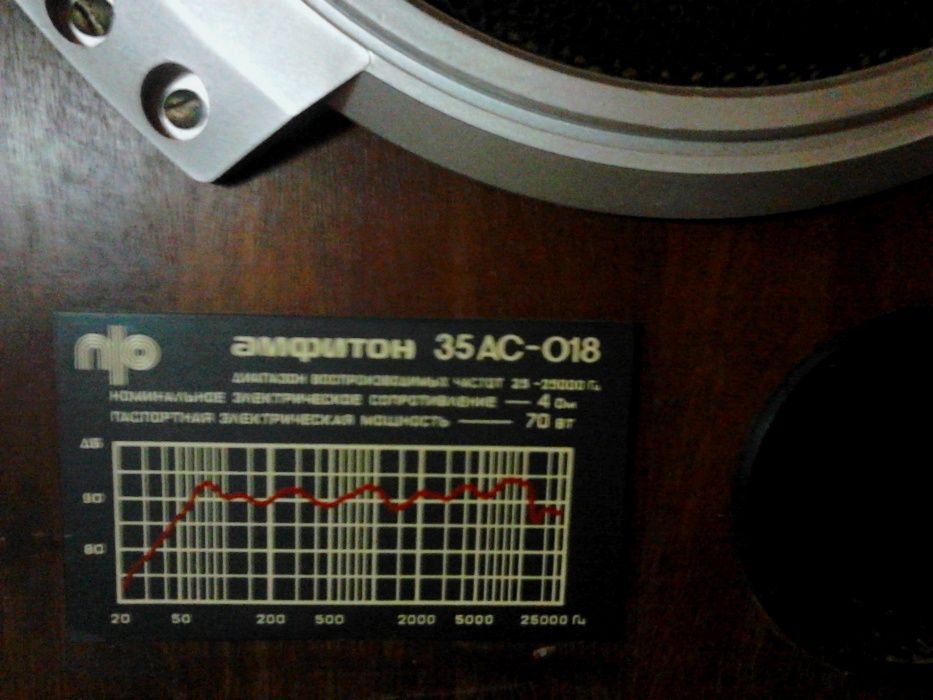 амфитон 35АС-018
ДИАПАЗОН ВОСПРОИЗВОДИМЫХ ЧАСТОТ 25-25000 Гц
НОМИНАЛЬНОЕ ЭЛЕКТРИЧЕСКОЕ СОПРОТИВЛЕНИЕ — 4 Ом
ПАСПОРТНАЯ ЭЛЕКТРИЧЕСКАЯ МОЩНОСТЬ — 70 ВТ
ДБ
90
80
20 50 200 500 2000 5000 25000 Гц